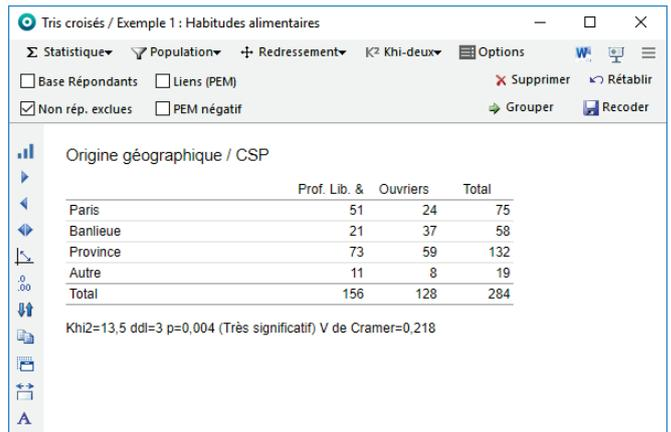 Tris croisés / Exemple 1 : Habitudes alimentaires
Σ Statistique Population Redressement K² Khi-deux Options W
Base Répondants Liens (PEM) Supprimer Rétablir
Non rép. exclues PEM négatif Grouper Recoder
Origine géographique / CSP
Prof. Lib. & Ouvriers Total
Paris 51 24 75
Banlieue 21 37 58
Province 73 59 132
Autre 11 8 19
Total 156 128 284
Khi2=13,5 ddl=3 p=0,004 (Très significatif) V de Cramer=0,218
,0
,00
A